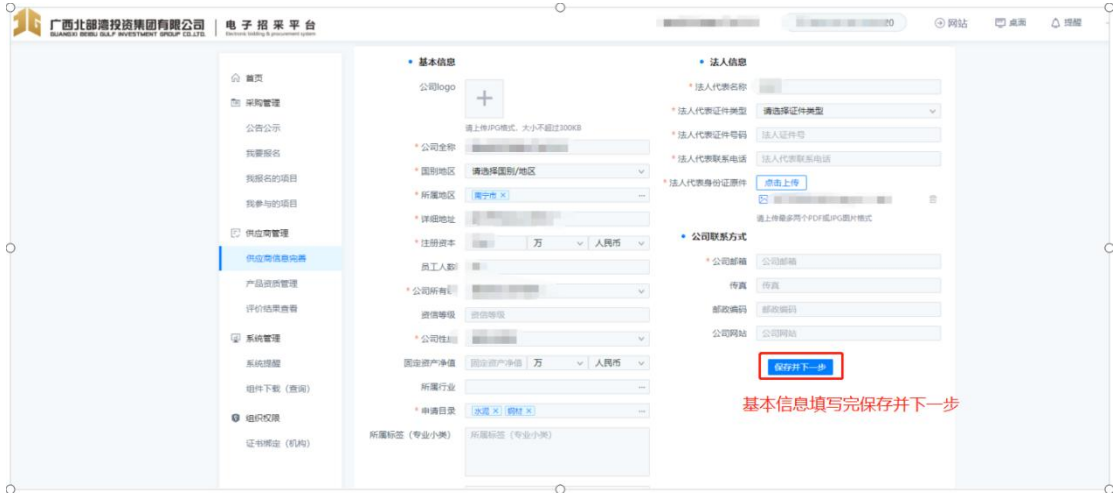 广西北部湾投资集团有限公司 电子招采平台
GUANGXI BEIBU GULF INVESTMENT GROUP CO.,LTD. Electronic bidding & procurement system
20 网站 桌面 提醒
首页
采购管理
公告公示
我要报名
我报名的项目
我参与的项目
供应商管理
供应商信息完善
产品资质管理
评价结果查看
系统管理
系统提醒
组件下载（查询）
组织权限
证书绑定（机构）
基本信息
公司logo
请上传JPG格式，大小不超过300KB
* 公司全称
* 国别地区 请选择国别/地区
* 所属地区 南宁市 ×
* 详细地址
* 注册资本 万 人民币
员工人数
* 公司所有
资信等级 资信等级
* 公司性
固定资产净值 固定资产净值 万 人民币
所属行业
* 申请目录 水泥 × 钢材 ×
所属标签（专业小类） 所属标签（专业小类）
法人信息
* 法人代表名称
* 法人代表证件类型 请选择证件类型
* 法人代表证件号码 法人证件号
* 法人代表联系电话 法人代表联系电话
* 法人代表身份证原件 点击上传
请上传最多两个PDF或JPG图片格式
公司联系方式
* 公司邮箱 公司邮箱
传真 传真
邮政编码 邮政编码
公司网站 公司网站
保存并下一步
基本信息填写完保存并下一步